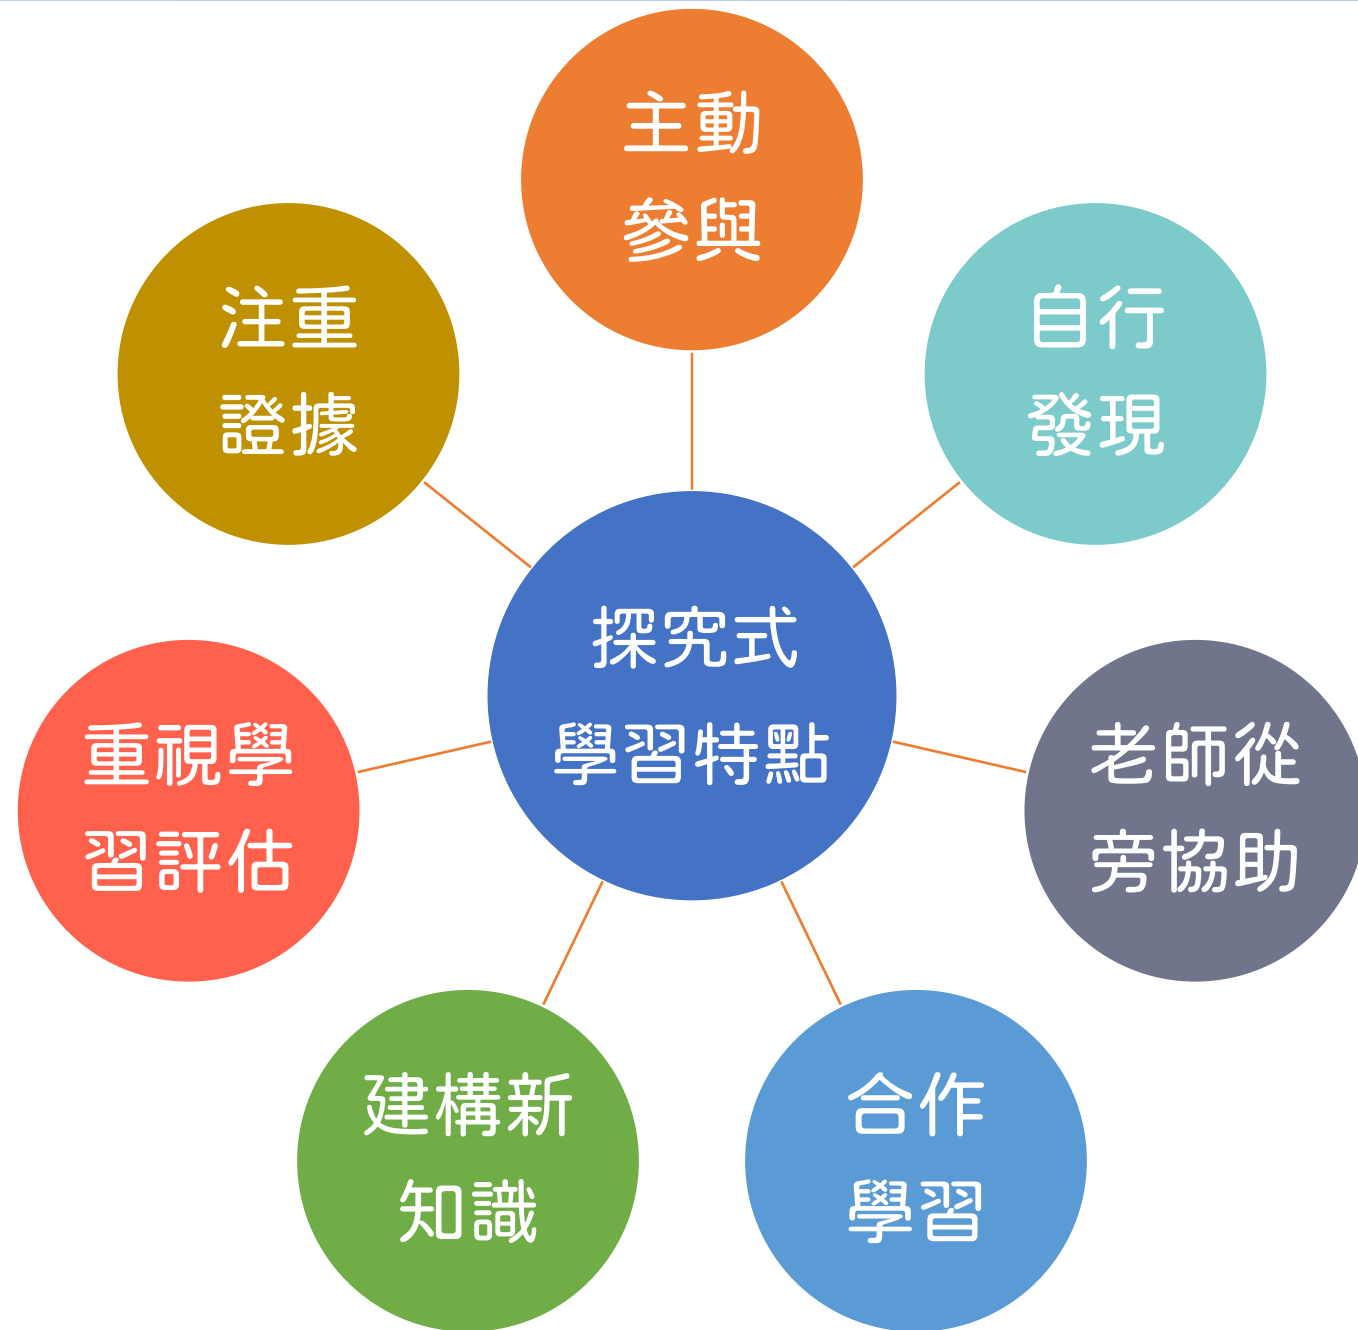 主動
參與
自行
發現
老師從
旁協助
合作
學習
建構新
知識
重視學
習評估
注重
證據
探究式
學習特點